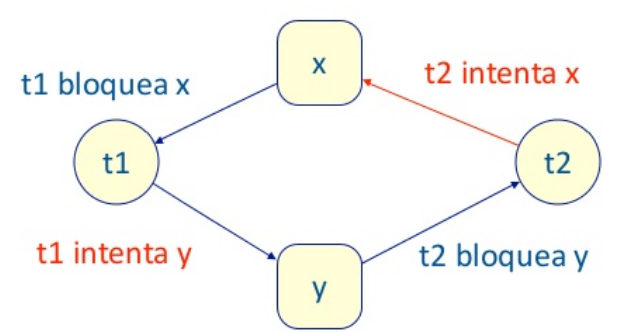 x
t1 bloquea x
t2 intenta x
t1
t2
t1 intenta y
t2 bloquea y
y